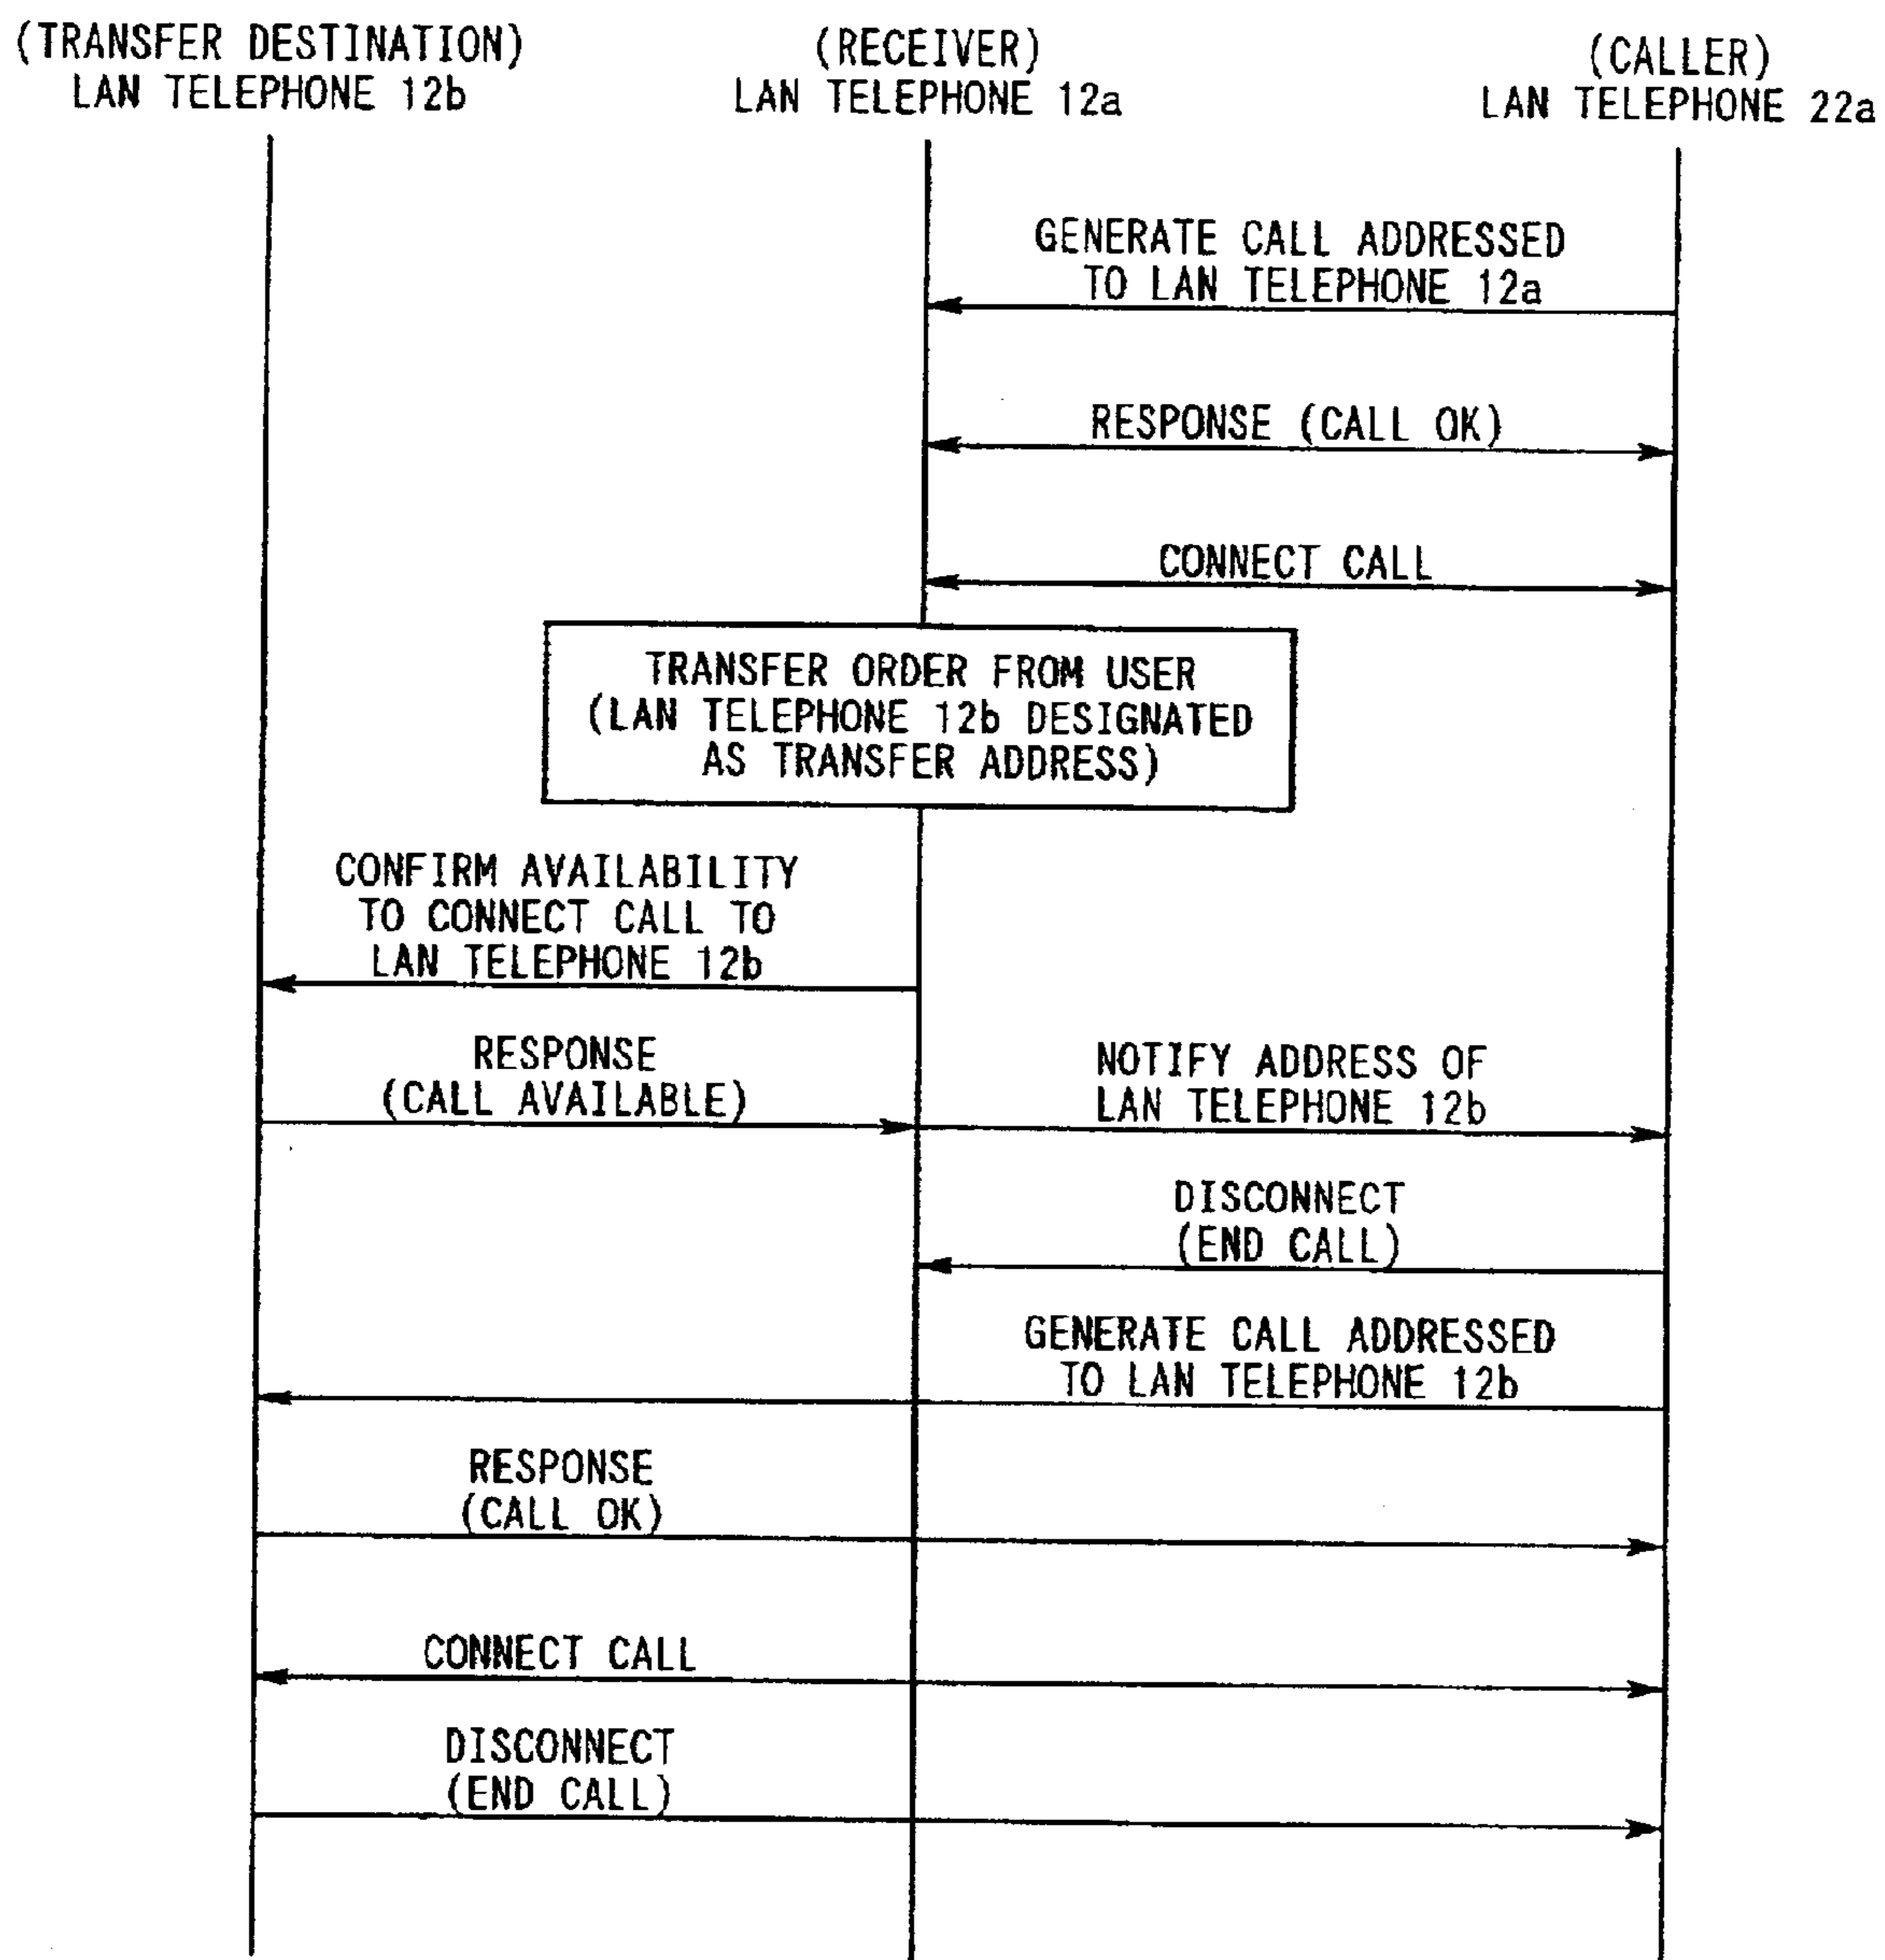 (TRANSFER DESTINATION)
LAN TELEPHONE 12b
(RECEIVER)
LAN TELEPHONE 12a
(CALLER)
LAN TELEPHONE 22a
GENERATE CALL ADDRESSED
TO LAN TELEPHONE 12a
RESPONSE (CALL OK)
CONNECT CALL
TRANSFER ORDER FROM USER
(LAN TELEPHONE 12b DESIGNATED
AS TRANSFER ADDRESS)
CONFIRM AVAILABILITY
TO CONNECT CALL TO
LAN TELEPHONE 12b
RESPONSE
(CALL AVAILABLE)
NOTIFY ADDRESS OF
LAN TELEPHONE 12b
DISCONNECT
(END CALL)
GENERATE CALL ADDRESSED
TO LAN TELEPHONE 12b
RESPONSE
(CALL OK)
CONNECT CALL
DISCONNECT
(END CALL)